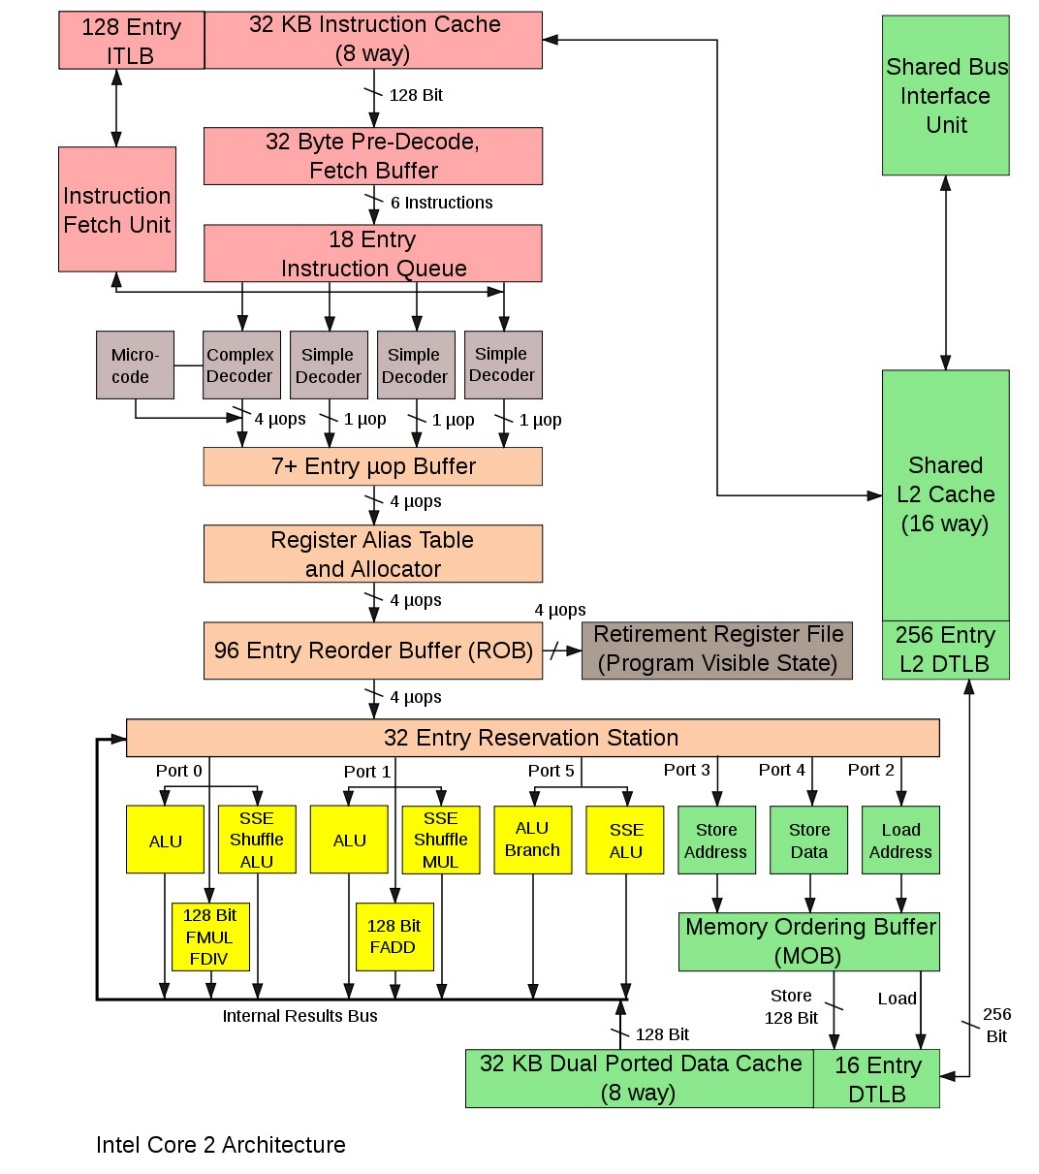 128 Entry
ITLB
32 KB Instruction Cache
(8 way)
128 Bit
Shared Bus
Interface
Unit
32 Byte Pre-Decode,
Fetch Buffer
Instruction
Fetch Unit
6 Instructions
18 Entry
Instruction Queue
Micro-
code
Complex
Decoder
Simple
Decoder
Simple
Decoder
Simple
Decoder
4 µops
1 µop
1 µop
1 µop
7+ Entry µop Buffer
4 µops
Shared
L2 Cache
(16 way)
Register Alias Table
and Allocator
4 µops
4 µops
96 Entry Reorder Buffer (ROB)
Retirement Register File
(Program Visible State)
256 Entry
L2 DTLB
4 µops
32 Entry Reservation Station
Port 0
Port 1
Port 5
Port 3
Port 4
Port 2
ALU
SSE
Shuffle
ALU
ALU
SSE
Shuffle
MUL
ALU
Branch
SSE
ALU
Store
Address
Store
Data
Load
Address
128 Bit
FMUL
FDIV
128 Bit
FADD
Memory Ordering Buffer
(MOB)
Store
128 Bit
Load
Internal Results Bus
256
Bit
128 Bit
32 KB Dual Ported Data Cache
(8 way)
16 Entry
DTLB
Intel Core 2 Architecture